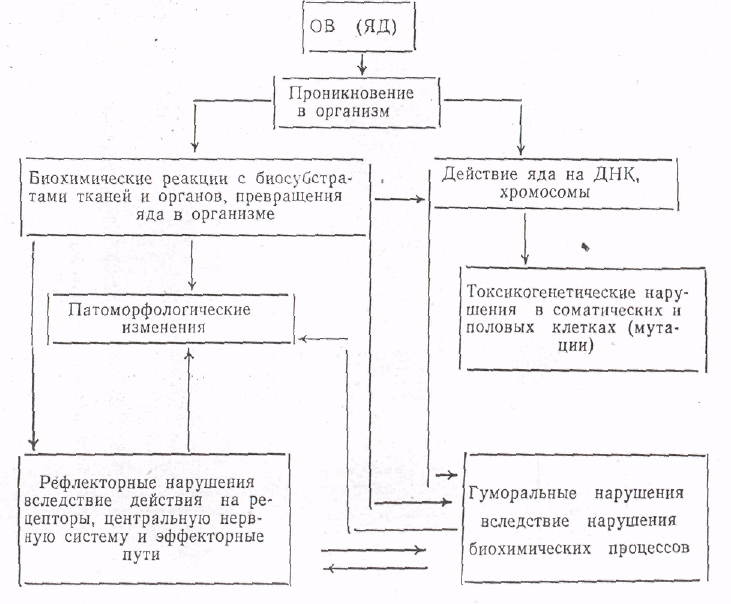 ОВ (ЯД)
Проникновение
в организм
Биохимические реакции с биосубстра-
тами тканей и органов, превращения
яда в организме
Действие яда на ДНК,
хромосомы
Патоморфологические
изменения
Токсикогенетические нару-
шения в соматических и
половых клетках (мута-
ции)
Рефлекторные нарушения
вследствие действия на ре-
цепторы, центральную нерв-
ную систему и эффекторные
пути
Гуморальные нарушения
вследствие нарушения
биохимических процессов